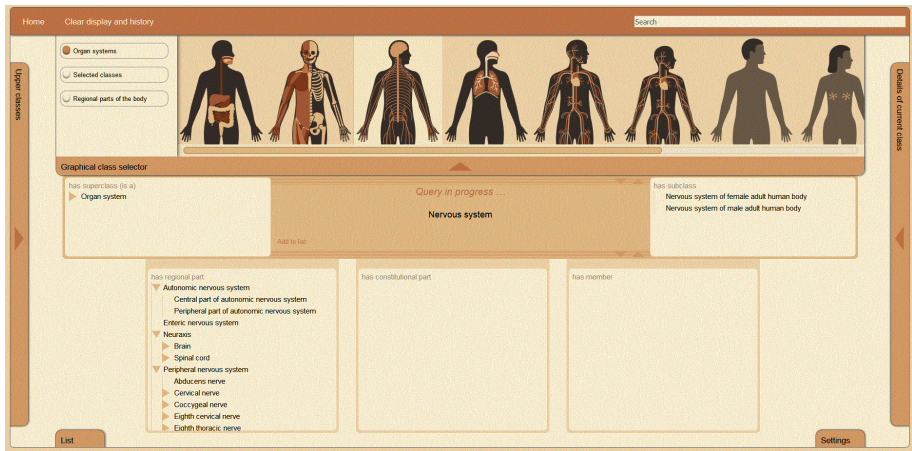 Home
Clear display and history
Search
Organ systems
Selected classes
Regional parts of the body
Upper classes
Details of current class
Graphical class selector
has superclass (is a)
Organ system
Query in progress ...
Nervous system
Add to list
has subclass
Nervous system of female adult human body
Nervous system of male adult human body
has regional part
Autonomic nervous system
Central part of autonomic nervous system
Peripheral part of autonomic nervous system
Enteric nervous system
Neuraxis
Brain
Spinal cord
Peripheral nervous system
Abducens nerve
Cervical nerve
Coccygeal nerve
Eighth cervical nerve
Eighth thoracic nerve
has constitutional part
has member
List
Settings